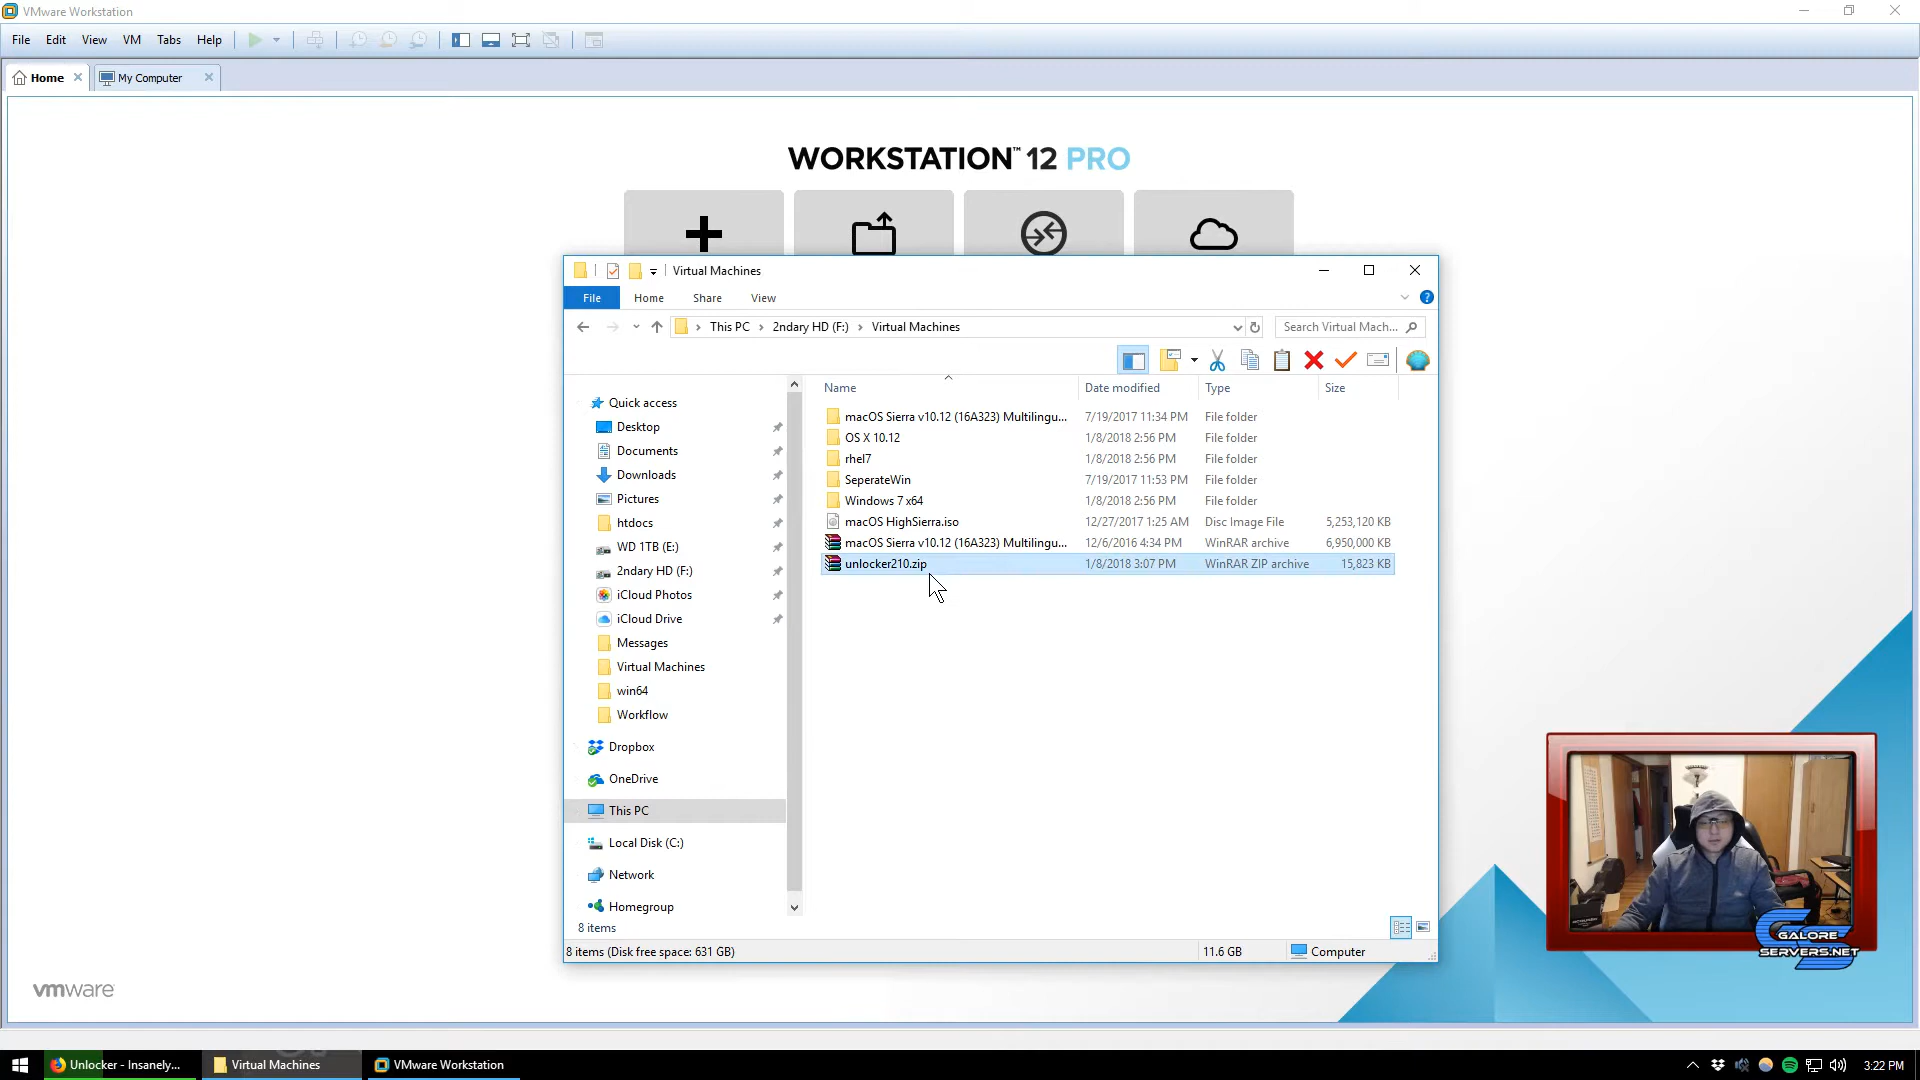 VMware Workstation
File Edit View VM Tabs Help
Home My Computer
WORKSTATION™ 12 PRO
Virtual Machines
File Home Share View
This PC 2ndary HD (F:) Virtual Machines Search Virtual Mach...
Name Date modified Type Size
macOS Sierra v10.12 (16A323) Multilingu... 7/19/2017 11:34 PM File folder
OS X 10.12 1/8/2018 2:56 PM File folder
rhel7 1/8/2018 2:56 PM File folder
SeperateWin 7/19/2017 11:53 PM File folder
Windows 7 x64 1/8/2018 2:56 PM File folder
macOS HighSierra.iso 12/27/2017 1:25 AM Disc Image File 5,253,120 KB
macOS Sierra v10.12 (16A323) Multilingu... 12/6/2016 4:34 PM WinRAR archive 6,950,000 KB
unlocker210.zip 1/8/2018 3:07 PM WinRAR ZIP archive 15,823 KB
Quick access
Desktop
Documents
Downloads
Pictures
htdocs
WD 1TB (E:)
2ndary HD (F:)
iCloud Photos
iCloud Drive
Messages
Virtual Machines
win64
Workflow
Dropbox
OneDrive
This PC
Local Disk (C:)
Network
Homegroup
8 items
8 items (Disk free space: 631 GB) 11.6 GB Computer
GALORE
SERVERS.NET
vmware
Unlocker - Insanely... Virtual Machines VMware Workstation 3:22 PM